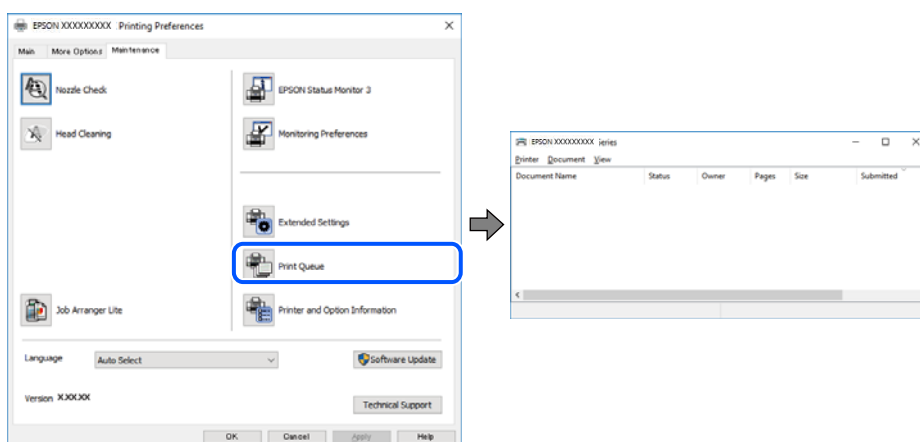 EPSON XXXXXXXXX Printing Preferences
Main More Options Maintenance
Nozzle Check
EPSON Status Monitor 3
Head Cleaning
Monitoring Preferences
Extended Settings
Print Queue
Job Arranger Lite
Printer and Option Information
Language Auto Select Software Update
Version X.XX.XX
Technical Support
OK Cancel Apply Help
EPSON XXXXXXXXX jeries
Printer Document View
Document Name Status Owner Pages Size Submitted